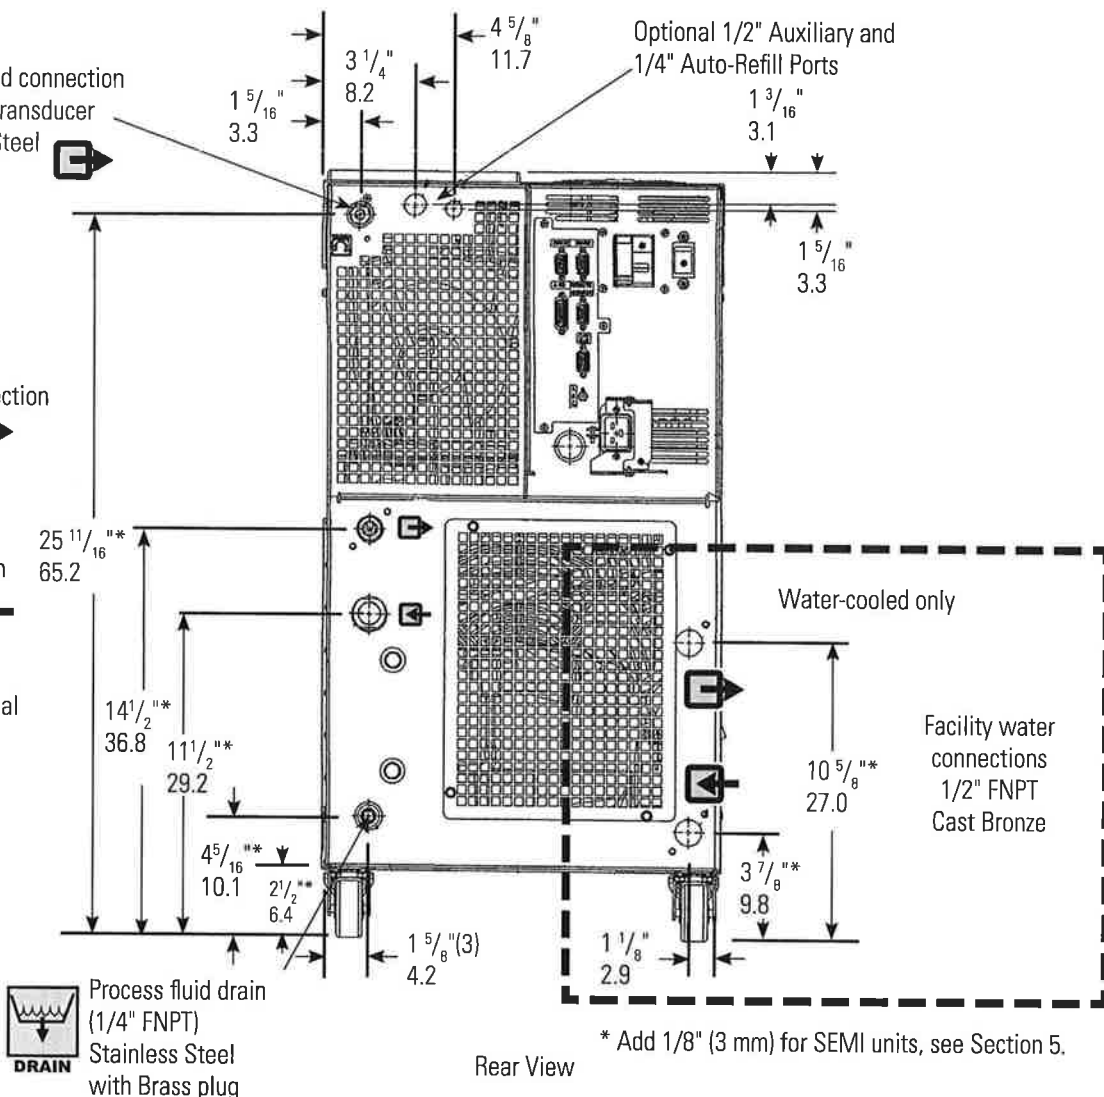 4 5/8"
11.7
Optional 1/2" Auxiliary and
1/4" Auto-Refill Ports
3 1/4"
8.2
d connection
ransducer
Steel
1 5/16"
3.3
1 3/16"
3.1
1 5/16"
3.3
ection
25 11/16"*
65.2
n
Water-cooled only
al
14 1/2"*
36.8
11 1/2"*
29.2
Facility water
connections
1/2" FNPT
Cast Bronze
10 5/8"*
27.0
4 5/16"*
10.1
2 1/2"*
6.4
3 7/8"*
9.8
1 5/8"(3)
4.2
1 1/8"
2.9
Process fluid drain
(1/4" FNPT)
Stainless Steel
with Brass plug
DRAIN
Rear View
* Add 1/8" (3 mm) for SEMI units, see Section 5.